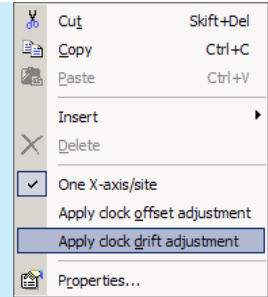 Cut Skift+Del
Copy Ctrl+C
Paste Ctrl+V
Insert
Delete
One X-axis/site
Apply clock offset adjustment
Apply clock drift adjustment
Properties...